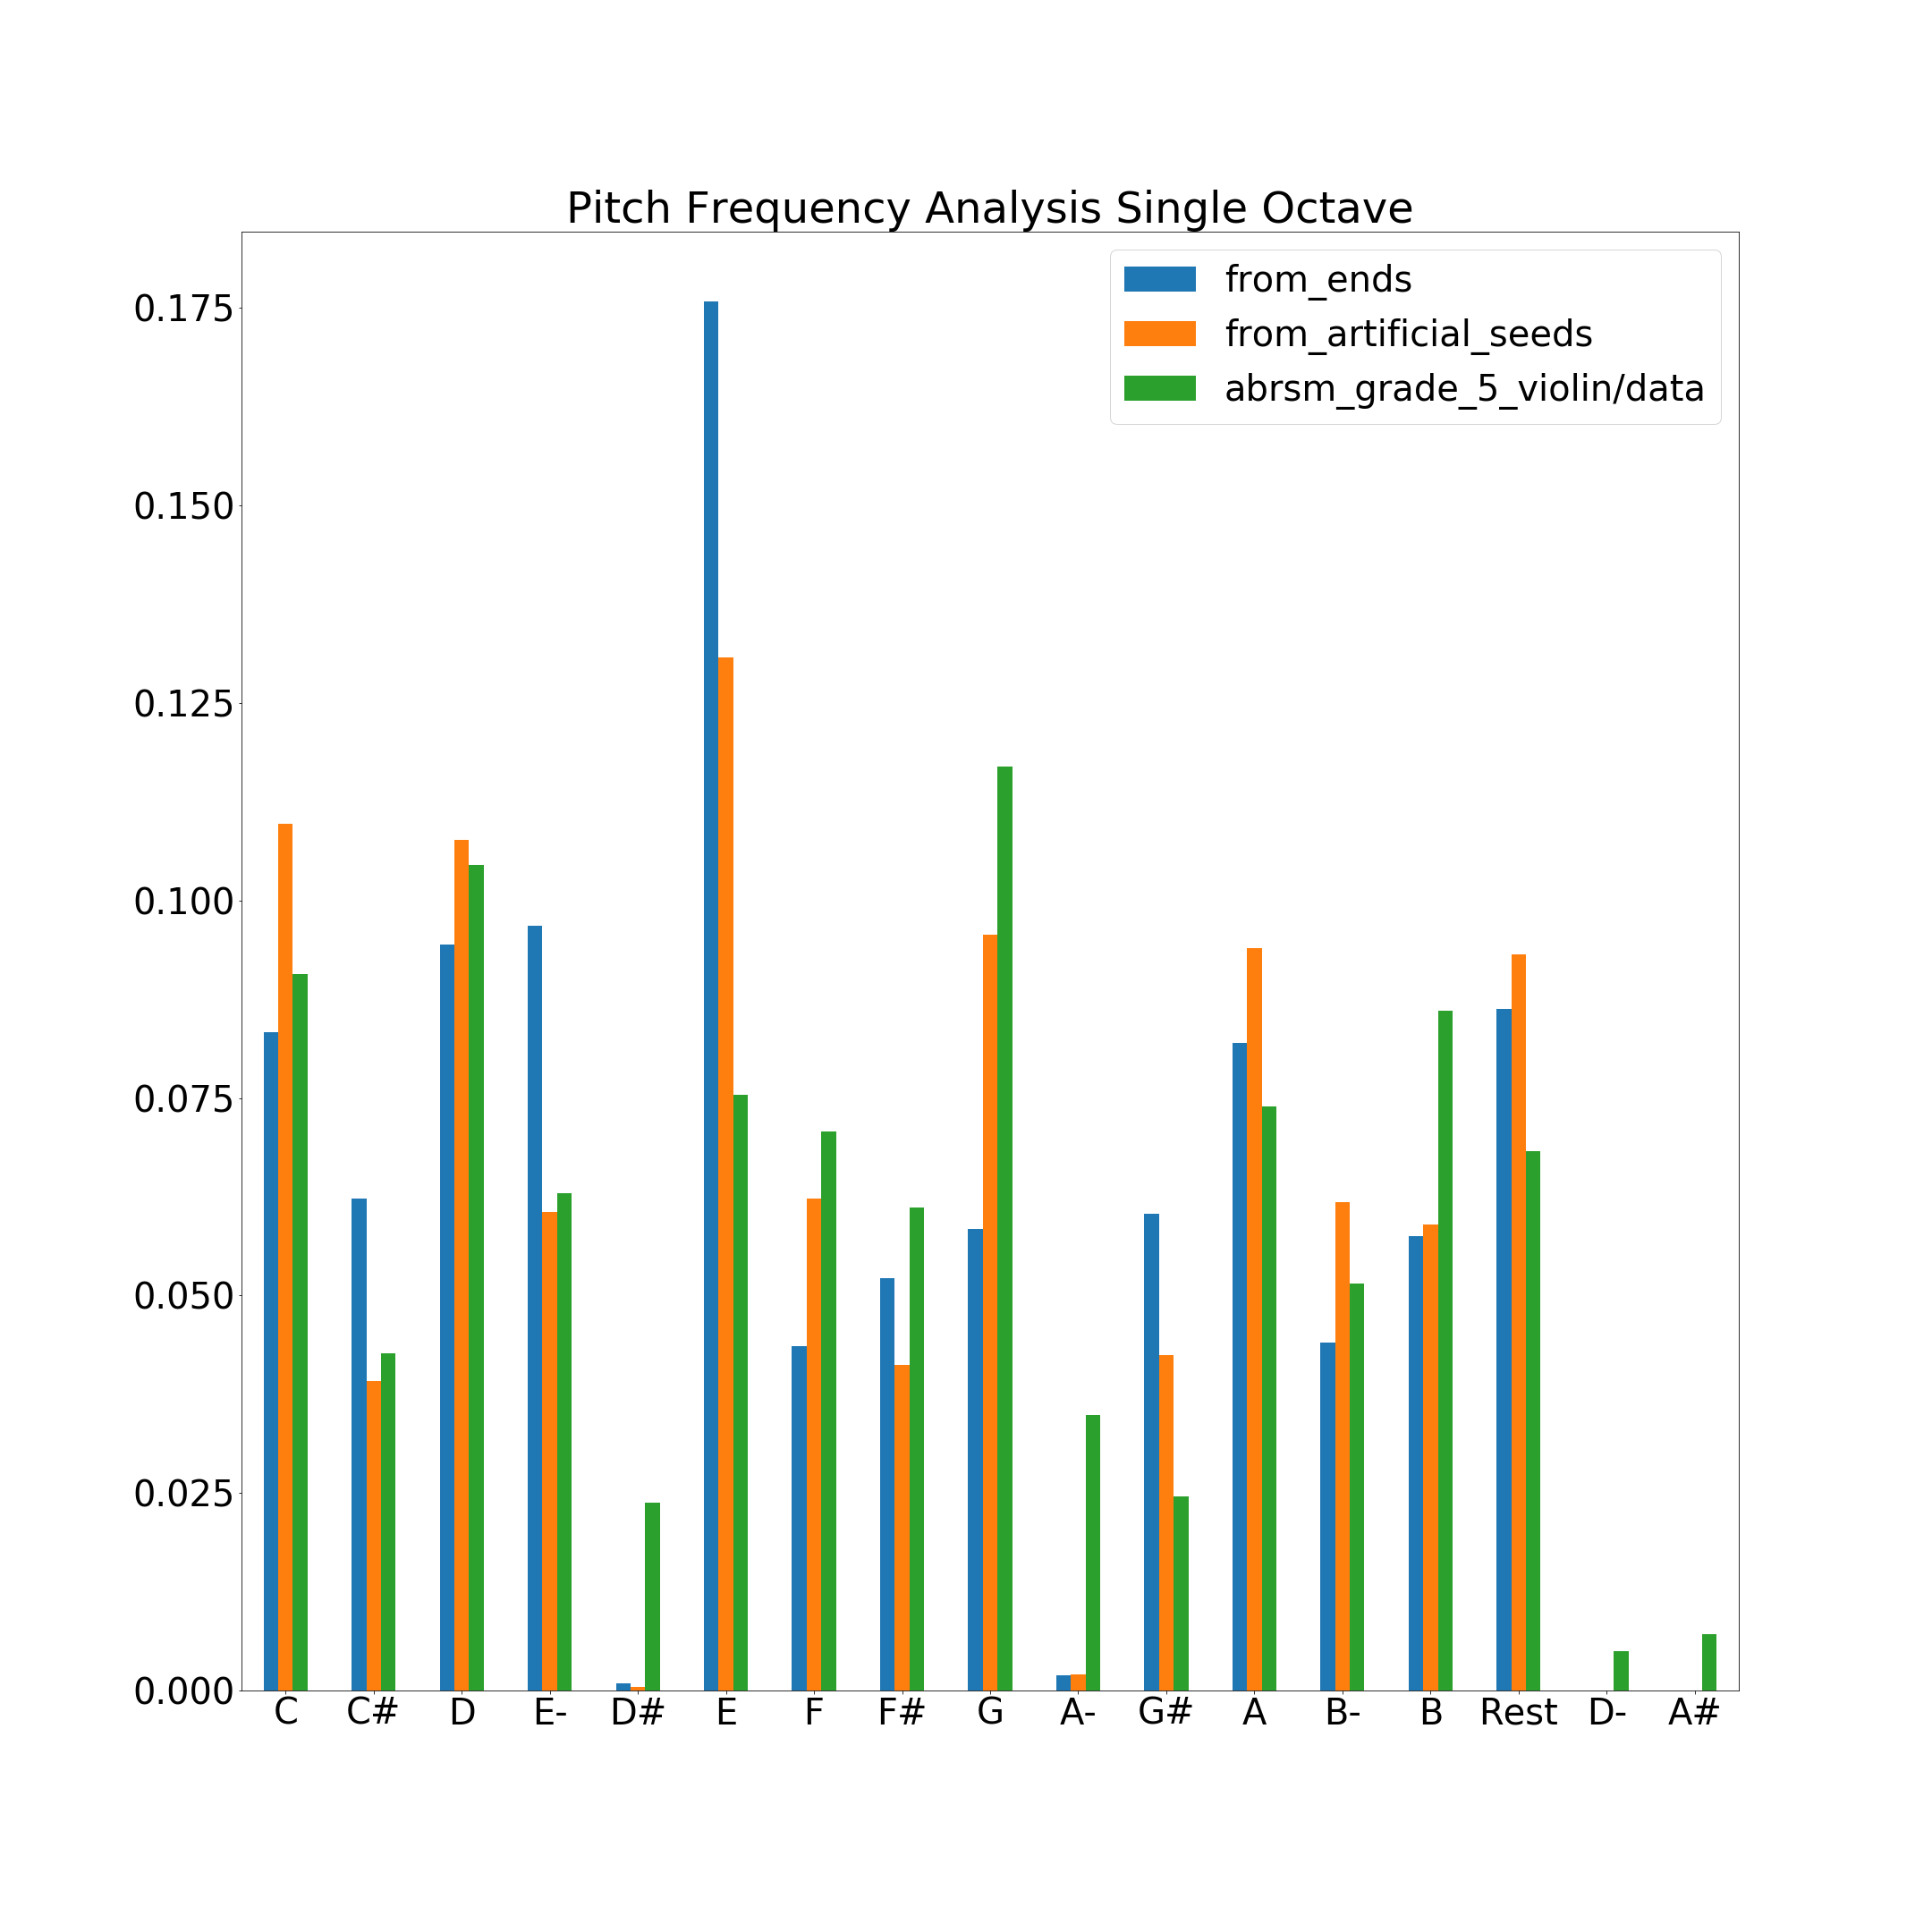 Pitch Frequency Analysis Single Octave
from_ends
from_artificial_seeds
abrsm_grade_5_violin/data
0.175
0.150
0.125
0.100
0.075
0.050
0.025
0.000
C C# D E- D# E F F# G A- G# A B- B Rest D- A#